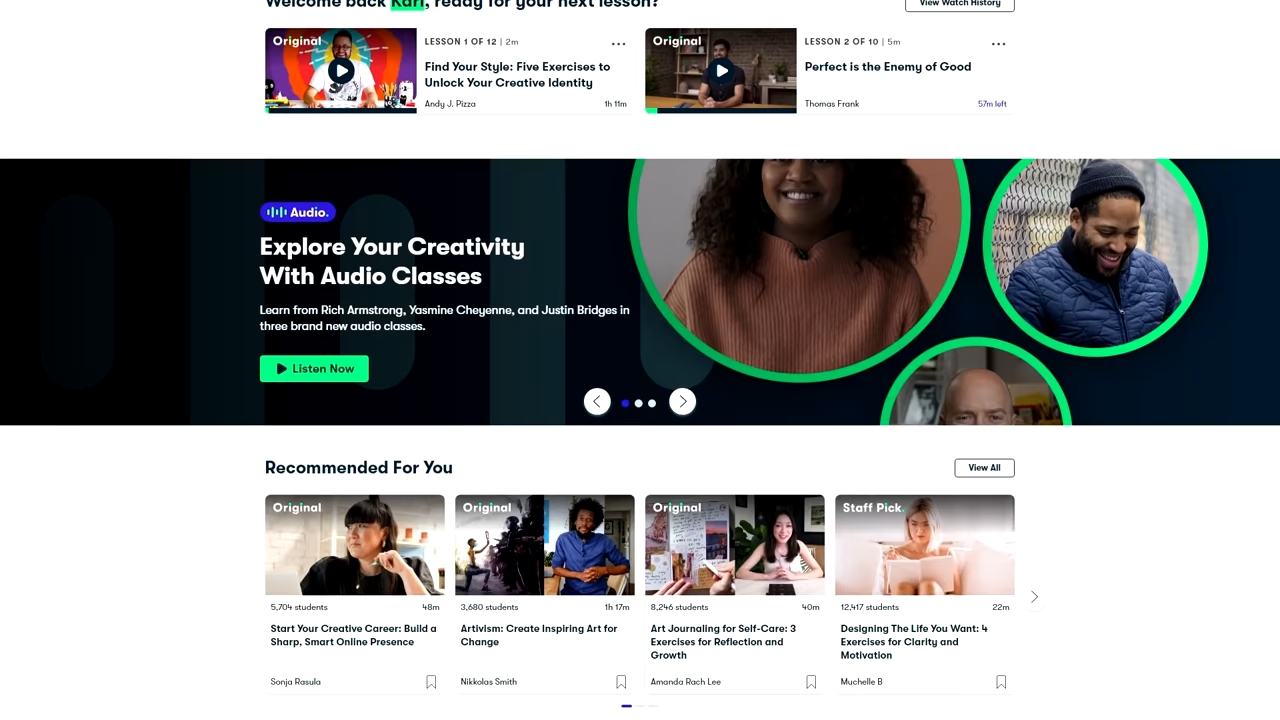 Welcome back Karl, ready for your next lesson?
View Watch History
Original
LESSON 1 OF 12 | 2m
Find Your Style: Five Exercises to
Unlock Your Creative Identity
Andy J. Pizza
1h 11m
Original
LESSON 2 OF 10 | 5m
Perfect is the Enemy of Good
Thomas Frank
57m left
Audio.
Explore Your Creativity
With Audio Classes
Learn from Rich Armstrong, Yasmine Cheyenne, and Justin Bridges in
three brand new audio classes.
Listen Now
Recommended For You
View All
Original
5,704 students
48m
Start Your Creative Career: Build a
Sharp, Smart Online Presence
Sonja Rasula
Original
3,680 students
1h 17m
Artivism: Create Inspiring Art for
Change
Nikkolas Smith
Original
8,246 students
40m
Art Journaling for Self-Care: 3
Exercises for Reflection and
Growth
Amanda Rach Lee
Staff Pick.
12,417 students
22m
Designing The Life You Want: 4
Exercises for Clarity and
Motivation
Muchelle B